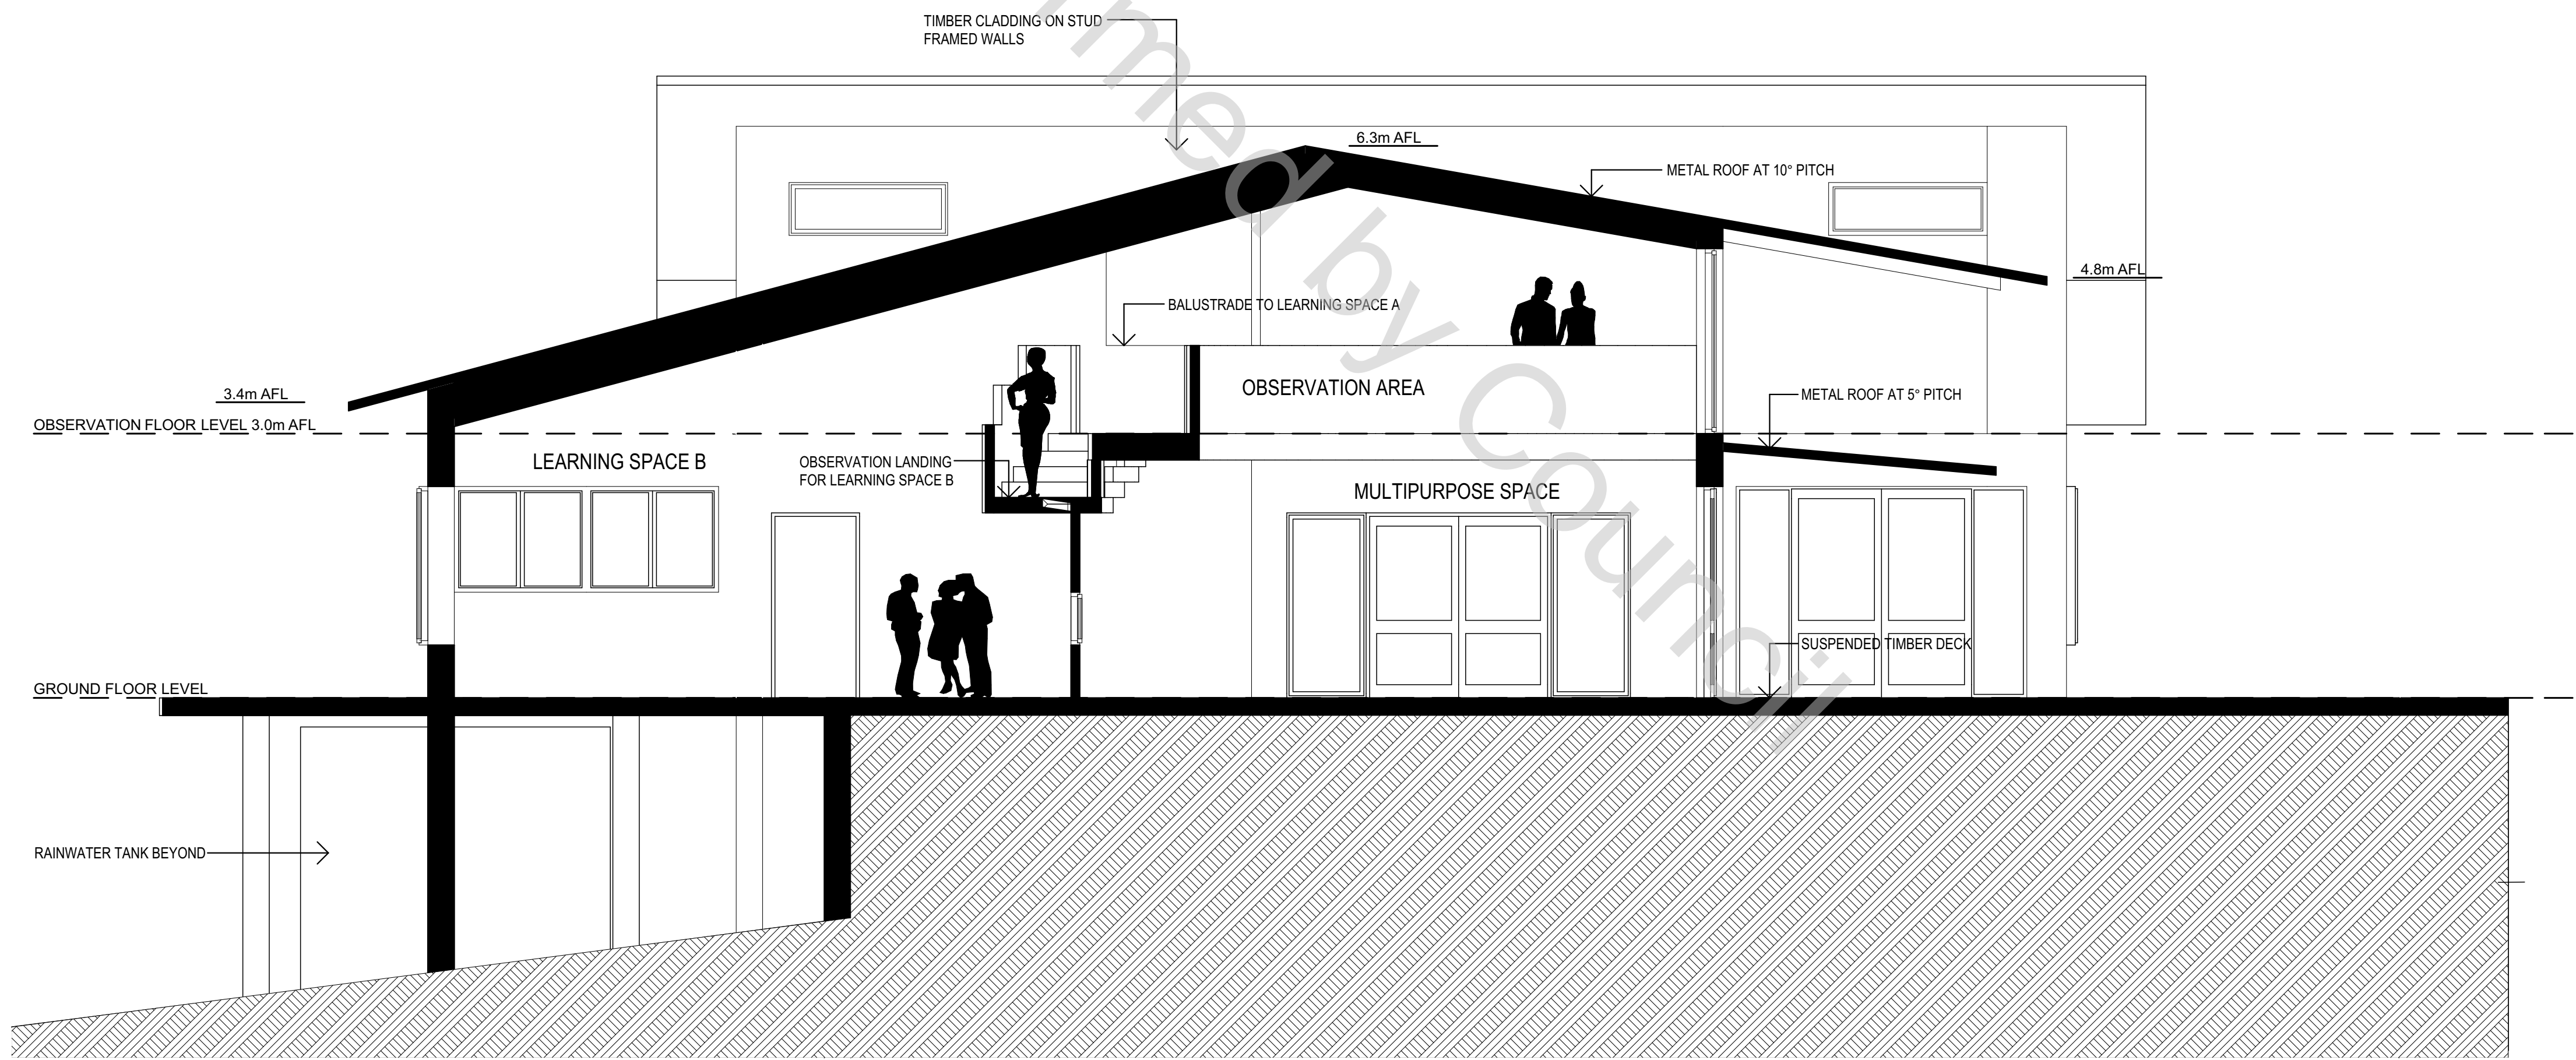 TIMBER CLADDING ON STUD
FRAMED WALLS
6.3m AFL
METAL ROOF AT 10° PITCH
4.8m AFL
BALUSTRADE TO LEARNING SPACE A
3.4m AFL
OBSERVATION AREA
METAL ROOF AT 5° PITCH
OBSERVATION FLOOR LEVEL 3.0m AFL
LEARNING SPACE B
OBSERVATION LANDING
FOR LEARNING SPACE B
MULTIPURPOSE SPACE
SUSPENDED TIMBER DECK
GROUND FLOOR LEVEL
RAINWATER TANK BEYOND
by Council